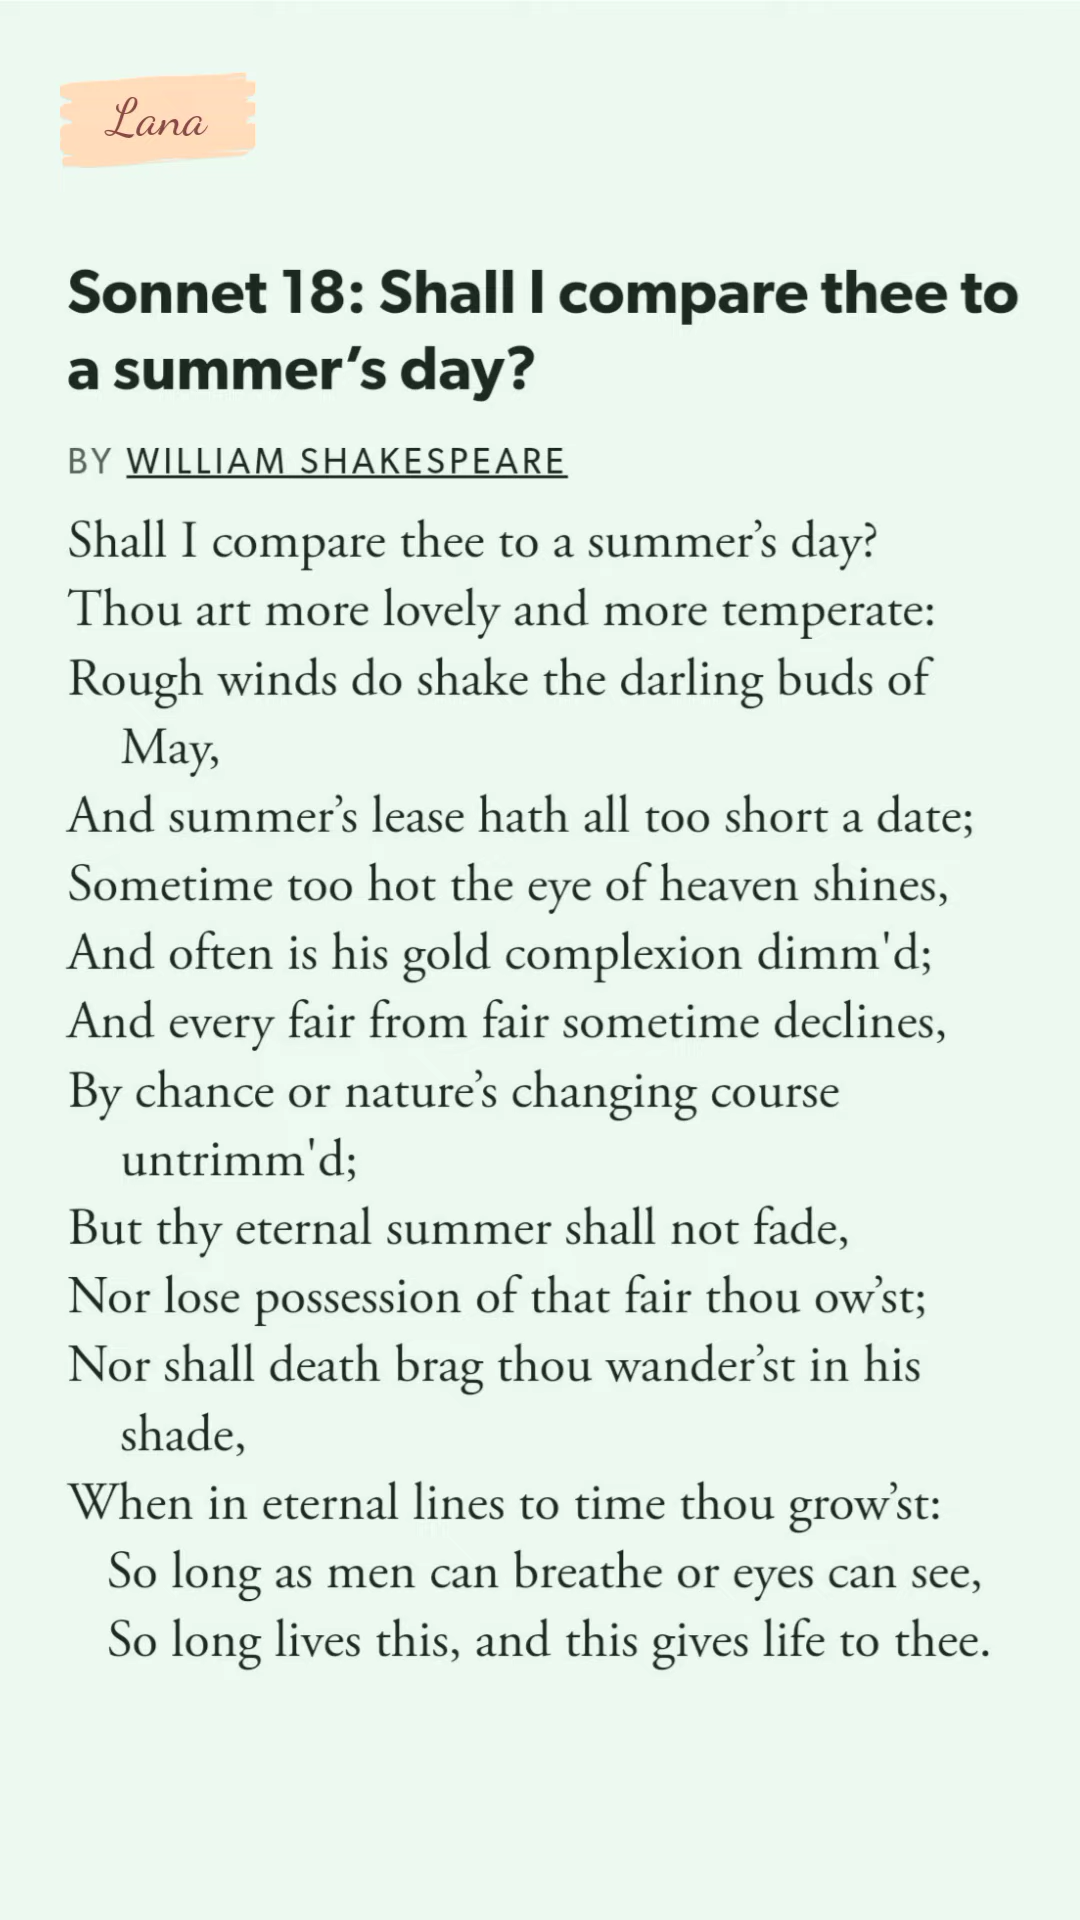 Lana
Sonnet 18: Shall I compare thee to
a summer’s day?
BY WILLIAM SHAKESPEARE
Shall I compare thee to a summer’s day?
Thou art more lovely and more temperate:
Rough winds do shake the darling buds of
May,
And summer’s lease hath all too short a date;
Sometime too hot the eye of heaven shines,
And often is his gold complexion dimm'd;
And every fair from fair sometime declines,
By chance or nature’s changing course
untrimm'd;
But thy eternal summer shall not fade,
Nor lose possession of that fair thou ow’st;
Nor shall death brag thou wander’st in his
shade,
When in eternal lines to time thou grow’st:
So long as men can breathe or eyes can see,
So long lives this, and this gives life to thee.